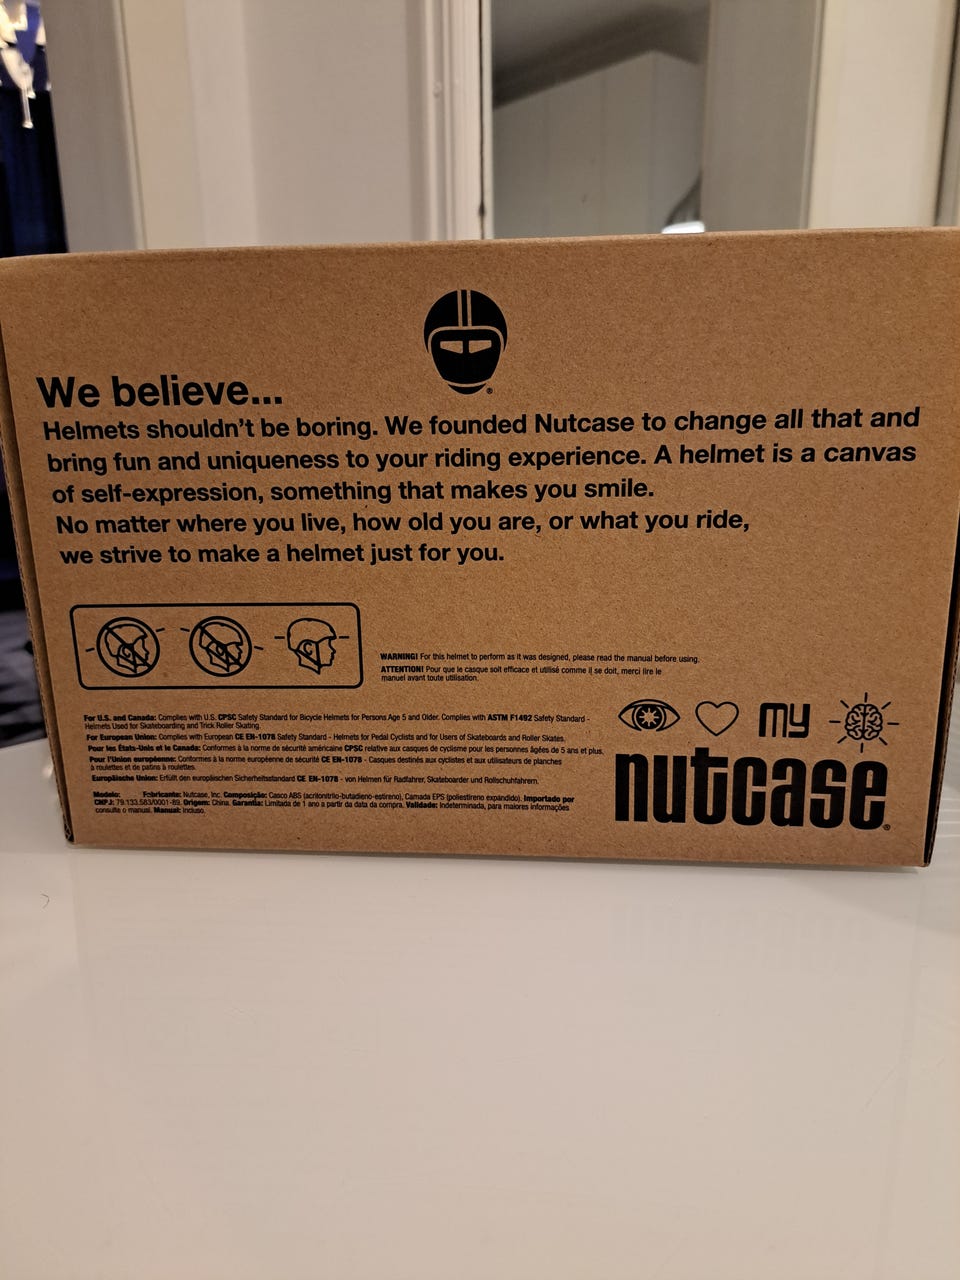 We believe...
Helmets shouldn't be boring. We founded Nutcase to change all that and
bring fun and uniqueness to your riding experience. A helmet is a canvas
of self-expression, something that makes you smile.
No matter where you live, how old you are, or what you ride,
we strive to make a helmet just for you.
WARNING! For this helmet to perform as it was designed, please read the manual before using.
ATTENTION! Pour que le casque soit efficace et utilisé comme il se doit, merci lire le
manuel avant toute utilisation.
For U.S. and Canada: Complies with U.S. CPSC Safety Standard for Bicycle Helmets for Persons Age 5 and Older. Complies with ASTM F1492 Safety Standard -
Helmets Used for Skateboarding and Trick Roller Skating.
For European Union: Complies with European CE EN-1078 Safety Standard - Helmets for Pedal Cyclists and for Users of Skateboards and Roller Skates.
Pour les États-Unis et le Canada: Conformes à la norme de sécurité américaine CPSC relative aux casques de cyclisme pour les personnes âgées de 5 ans et plus.
Pour l'Union européenne: Conformes à la norme européenne de sécurité CE EN-1078 - Casques destinés aux cyclistes et aux utilisateurs de planches
à roulettes et de patins à roulettes.
Europäische Union: Erfüllt den europäischen Sicherheitsstandard CE EN-1078 - von Helmen für Radfahrer, Skateboarder und Rollschuhfahrern.
Modelo: Fabricante: Nutcase, Inc. Composição: Casco ABS (acrilonitrilo-butadieno-estireno), Camada EPS (poliestireno expandido). Importado por
CNPJ: 79.133.583/0001-89. Origem: China. Garantia: Limitada de 1 ano a partir da data da compra. Validade: Indeterminada, para maiores informações
consulte o manual. Manual: Incluso.
my
nutcase®